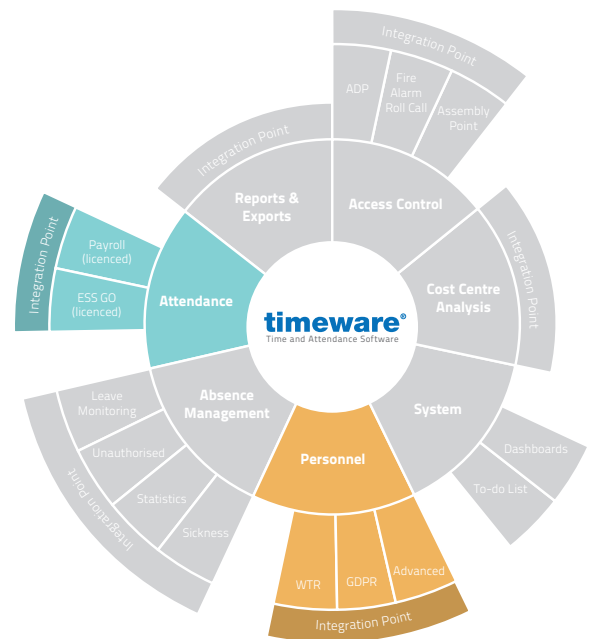 Integration Point
ADP
Fire
Alarm
Roll Call
Assembly
Point
Integration Point
Reports &
Exports
Access Control
Integration Point
Payroll
(licenced)
ESS GO
(licenced)
Integration Point
Attendance
Cost Centre
Analysis
Integration Point
timeware®
Time and Attendance Software
Absence
Management
Leave
Monitoring
Unauthorised
Statistics
Sickness
Integration Point
System
Dashboards
To-do List
Personnel
WTR
GDPR
Advanced
Integration Point